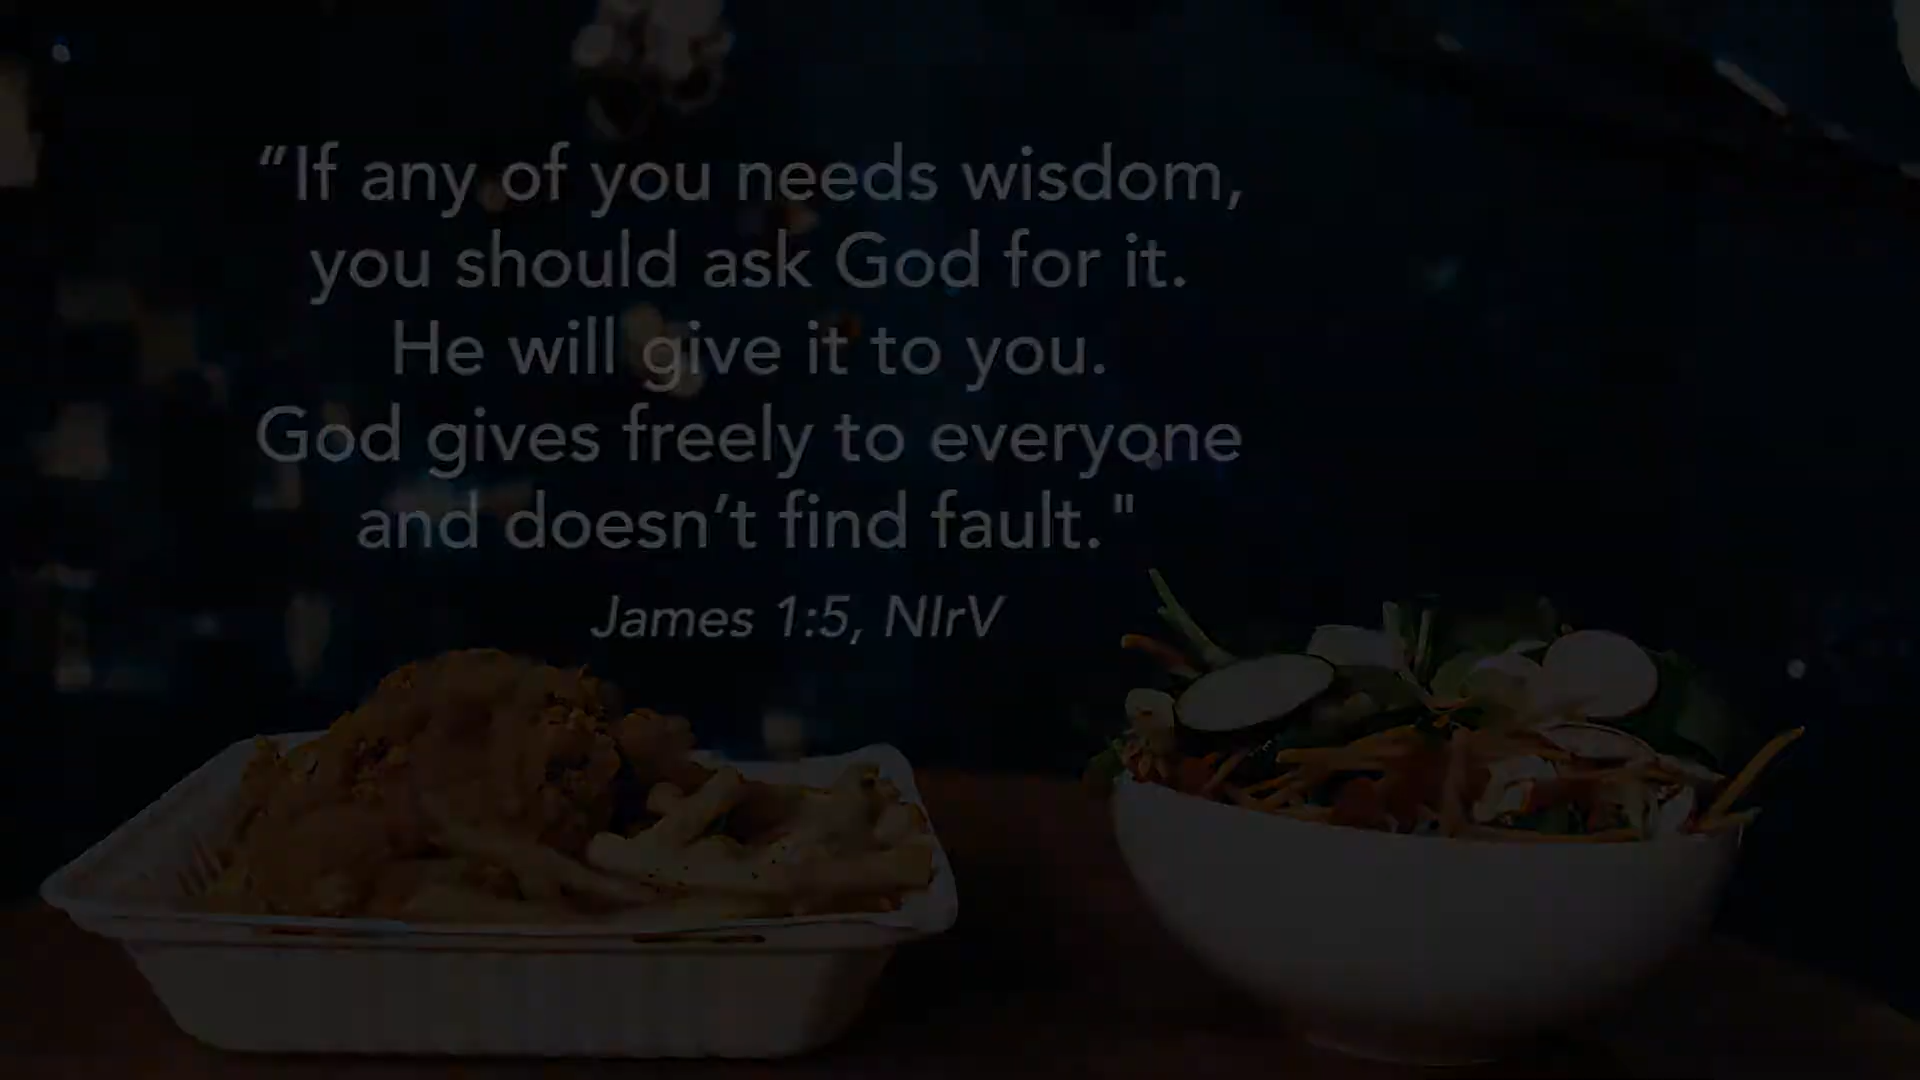 “If any of you needs wisdom,
you should ask God for it.
He will give it to you.
God gives freely to everyone
and doesn’t find fault."
James 1:5, NIrV